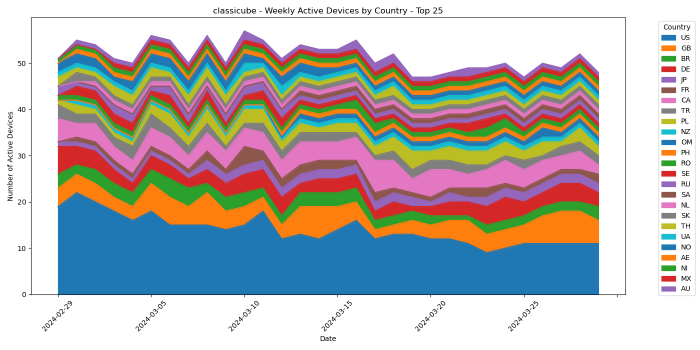 classicube - Weekly Active Devices by Country - Top 25
Number of Active Devices
50
40
30
20
10
0
2024-02-29
2024-03-05
2024-03-10
2024-03-15
2024-03-20
2024-03-25
Date
Country
US
GB
BR
DE
JP
FR
CA
TR
PL
NZ
OM
PH
RO
SE
RU
SA
NL
SK
TH
UA
NO
AE
NI
MX
AU